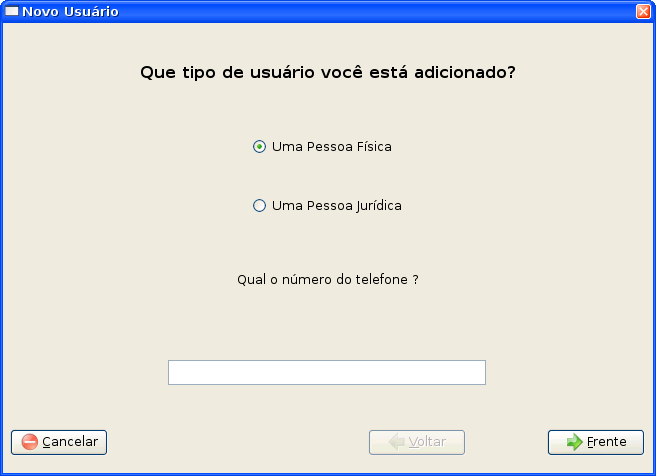 Novo Usuário
Que tipo de usuário você está adicionado?
Uma Pessoa Física
Uma Pessoa Jurídica
Qual o número do telefone ?
Cancelar
Voltar
Frente